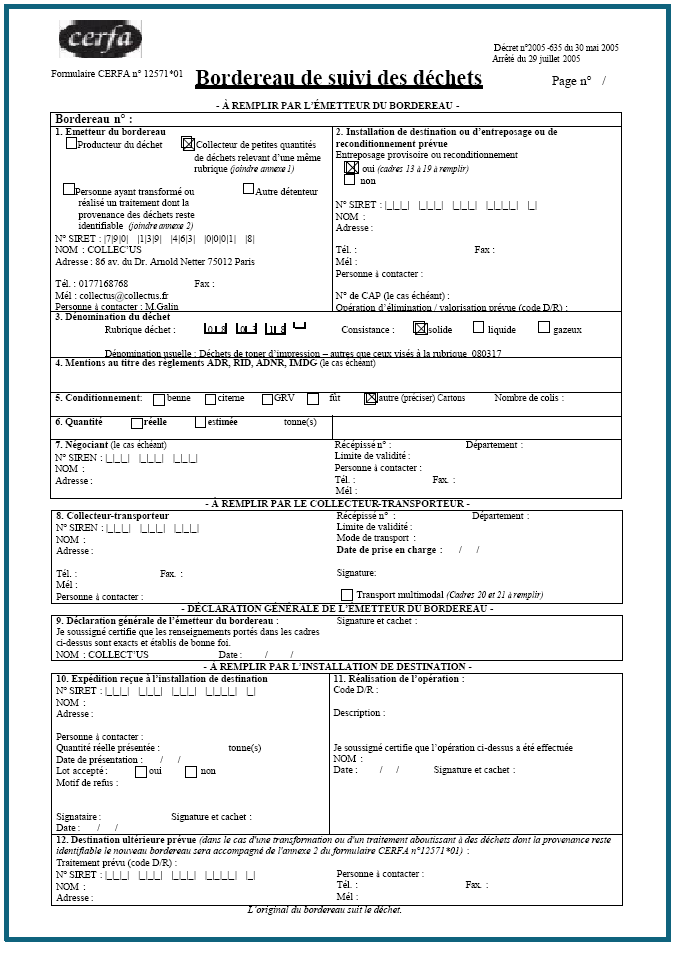 cerfa
Décret n°2005 -635 du 30 mai 2005
Arrêté du 29 juillet 2005
Formulaire CERFA n° 12571*01
Bordereau de suivi des déchets
Page n° /
- À REMPLIR PAR L'ÉMETTEUR DU BORDEREAU -
Bordereau n° :
1. Emetteur du bordereau
Producteur du déchet
Collecteur de petites quantités
de déchets relevant d'une même
rubrique (joindre annexe 1)
Personne ayant transformé ou
réalisé un traitement dont la
provenance des déchets reste
identifiable (joindre annexe 2)
Autre détenteur
N° SIRET : |7|9|0| |1|3|9| |4|6|3| |0|0|0|1| |8|
NOM : COLLEC'US
Adresse : 86 av. du Dr. Arnold Netter 75012 Paris
Tél. : 0177168768 Fax :
Mél : collectus@collectus.fr
Personne à contacter : M.Galin
2. Installation de destination ou d'entreposage ou de
reconditionnement prévue
Entreposage provisoire ou reconditionnement
oui (cadres 13 à 19 à remplir)
non
N° SIRET : |_|_|_| |_|_|_| |_|_|_| |_|_|_|_| |_|
NOM :
Adresse :
Tél. : Fax :
Mél :
Personne à contacter :
N° de CAP (le cas échéant) :
Opération d'élimination / valorisation prévue (code D/R) :
3. Dénomination du déchet
Rubrique déchet : 08 03 18
Consistance : solide liquide gazeux
Dénomination usuelle : Déchets de toner d'impression – autres que ceux visés à la rubrique 080317
4. Mentions au titre des règlements ADR, RID, ADNR, IMDG (le cas échéant)
5. Conditionnement: benne citerne GRV fût autre (préciser) Cartons Nombre de colis :
6. Quantité réelle estimée tonne(s)
7. Négociant (le cas échéant)
N° SIREN : |_|_|_| |_|_|_| |_|_|_|
NOM :
Adresse :
Récépissé n° : Département :
Limite de validité :
Personne à contacter :
Tél. : Fax. :
Mél :
- À REMPLIR PAR LE COLLECTEUR-TRANSPORTEUR -
8. Collecteur-transporteur
N° SIREN : |_|_|_| |_|_|_| |_|_|_|
NOM :
Adresse :
Tél. : Fax. :
Mél :
Personne à contacter :
Récépissé n° : Département :
Limite de validité :
Mode de transport :
Date de prise en charge : / /
Signature:
Transport multimodal (Cadres 20 et 21 à remplir)
- DÉCLARATION GÉNÉRALE DE L'ÉMETTEUR DU BORDEREAU -
9. Déclaration générale de l'émetteur du bordereau :
Je soussigné certifie que les renseignements portés dans les cadres
ci-dessus sont exacts et établis de bonne foi.
NOM : COLLECT'US Date : / /
Signature et cachet :
- À REMPLIR PAR L'INSTALLATION DE DESTINATION -
10. Expédition reçue à l'installation de destination
N° SIRET : |_|_|_| |_|_|_| |_|_|_| |_|_|_|_| |_|
NOM :
Adresse :
Personne à contacter :
Quantité réelle présentée : tonne(s)
Date de présentation : / /
Lot accepté : oui non
Motif de refus :
Signataire : Signature et cachet :
Date : / /
11. Réalisation de l'opération :
Code D/R :
Description :
Je soussigné certifie que l'opération ci-dessus a été effectuée
NOM :
Date : / / Signature et cachet :
12. Destination ultérieure prévue (dans le cas d'une transformation ou d'un traitement aboutissant à des déchets dont la provenance reste
identifiable le nouveau bordereau sera accompagné de l'annexe 2 du formulaire CERFA n°12571*01) :
Traitement prévu (code D/R) :
N° SIRET : |_|_|_| |_|_|_| |_|_|_| |_|_|_|_| |_|
NOM :
Adresse :
Personne à contacter :
Tél. : Fax. :
Mél :
L'original du bordereau suit le déchet.